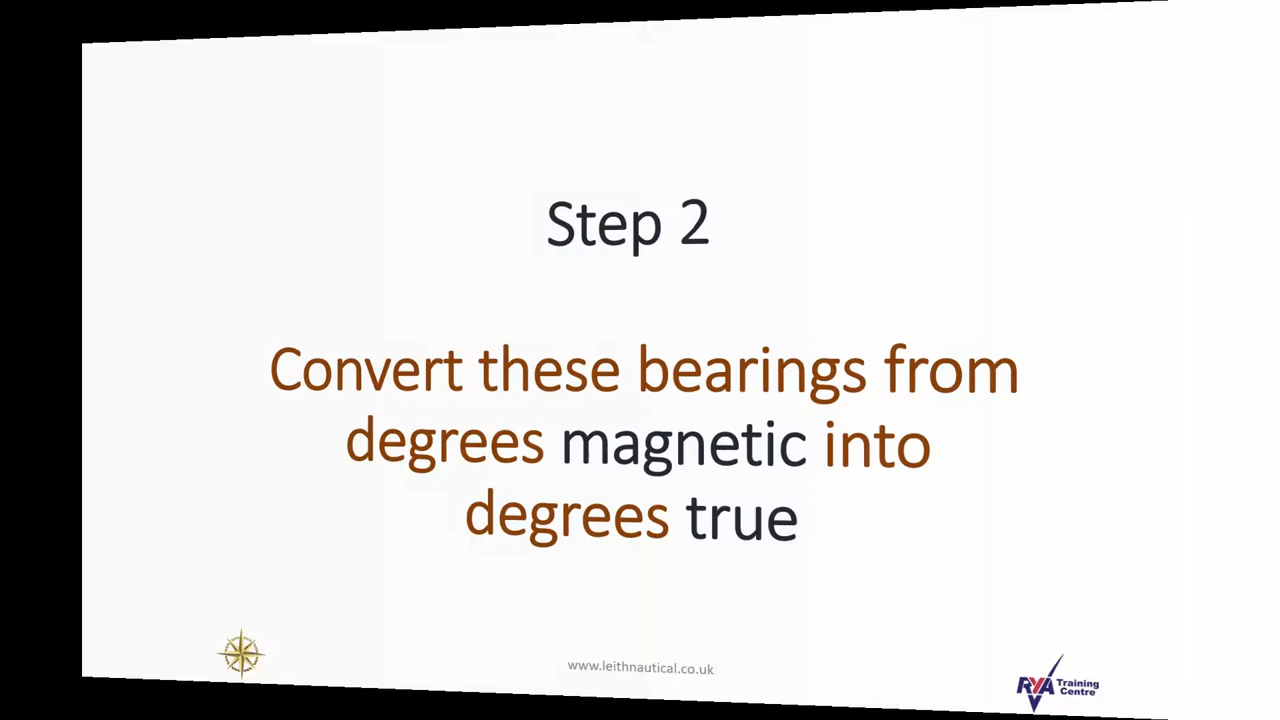 Step 2
Convert these bearings from
degrees magnetic into
degrees true
www.leithnautical.co.uk
RYA Training
Centre